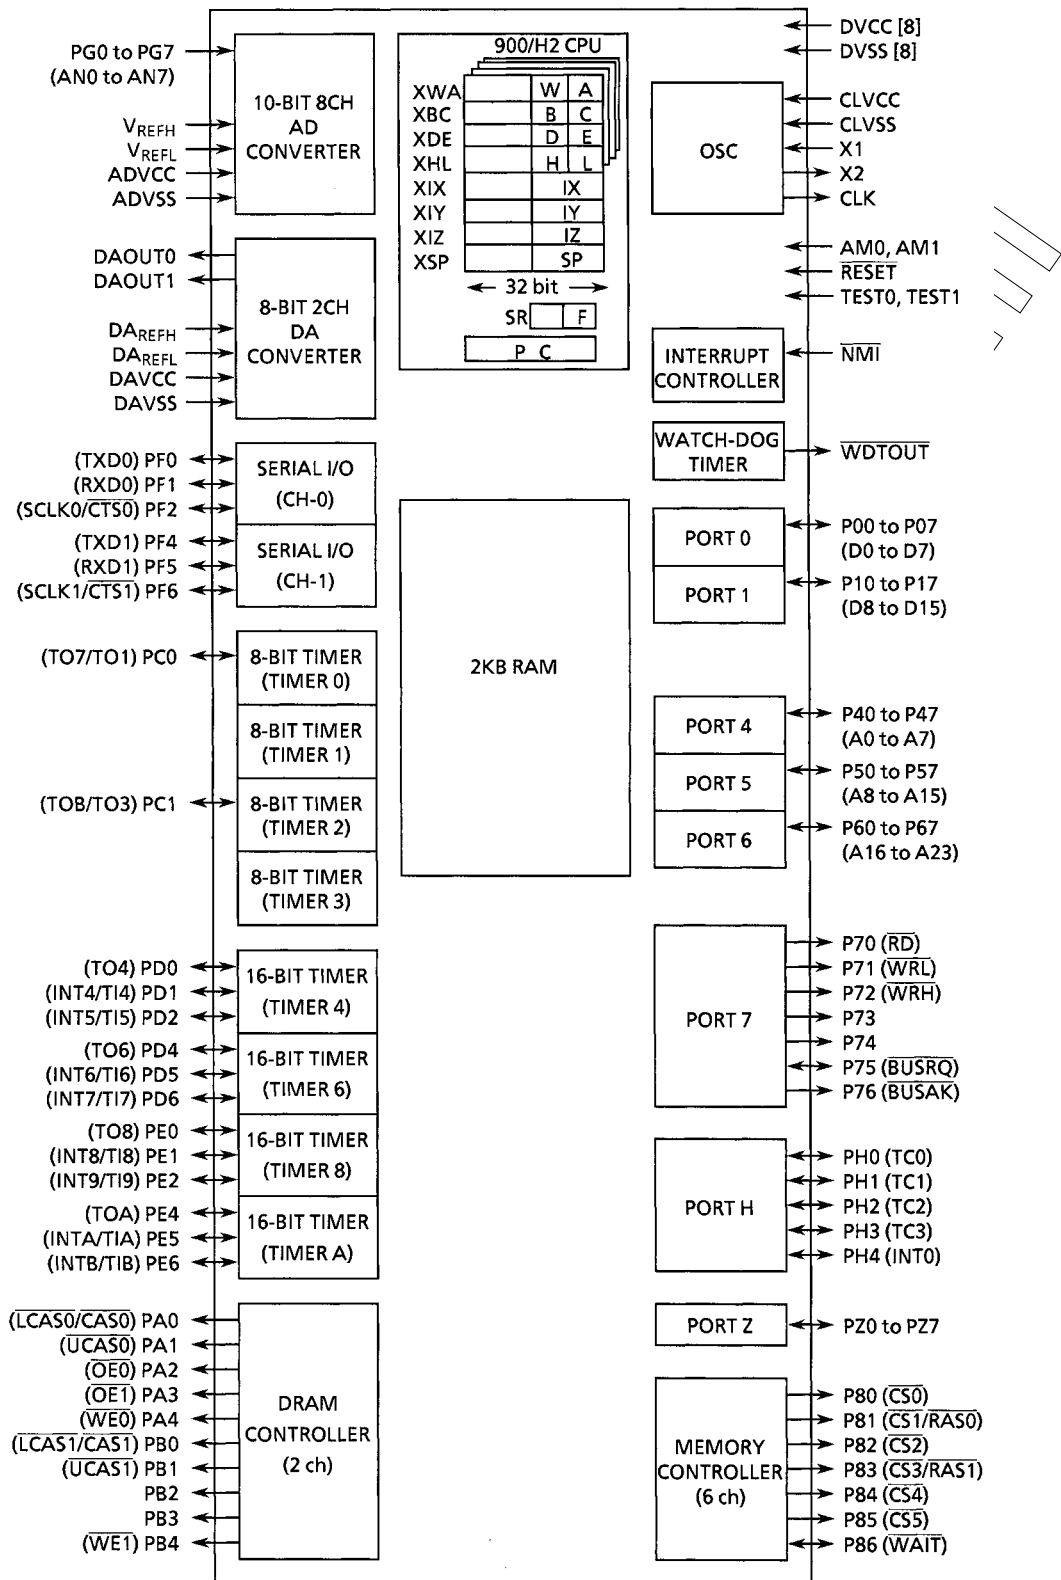 PG0 to PG7
(AN0 to AN7)
VREFH
VREFL
ADVCC
ADVSS
10-BIT 8CH
AD
CONVERTER
DAOUT0
DAOUT1
DAREFH
DAREFL
DAVCC
DAVSS
8-BIT 2CH
DA
CONVERTER
(TXD0) PF0
(RXD0) PF1
(SCLK0/CTS0) PF2
SERIAL I/O
(CH-0)
(TXD1) PF4
(RXD1) PF5
(SCLK1/CTS1) PF6
SERIAL I/O
(CH-1)
(TO7/TO1) PC0
8-BIT TIMER
(TIMER 0)
8-BIT TIMER
(TIMER 1)
(TOB/TO3) PC1
8-BIT TIMER
(TIMER 2)
8-BIT TIMER
(TIMER 3)
(TO4) PD0
(INT4/TI4) PD1
(INT5/TI5) PD2
16-BIT TIMER
(TIMER 4)
(TO6) PD4
(INT6/TI6) PD5
(INT7/TI7) PD6
16-BIT TIMER
(TIMER 6)
(TO8) PE0
(INT8/TI8) PE1
(INT9/TI9) PE2
16-BIT TIMER
(TIMER 8)
(TOA) PE4
(INTA/TIA) PE5
(INTB/TIB) PE6
16-BIT TIMER
(TIMER A)
(LCAS0/CAS0) PA0
(UCAS0) PA1
(OE0) PA2
(OE1) PA3
(WE0) PA4
(LCAS1/CAS1) PB0
(UCAS1) PB1
PB2
PB3
(WE1) PB4
DRAM
CONTROLLER
(2 ch)
900/H2 CPU
XWA W A
XBC B C
XDE D E
XHL H L
XIX IX
XIY IY
XIZ IZ
XSP SP
32 bit
SR F
P C
2KB RAM
DVCC [8]
DVSS [8]
OSC
CLVCC
CLVSS
X1
X2
CLK
AM0, AM1
RESET
TEST0, TEST1
INTERRUPT
CONTROLLER
NMI
WATCH-DOG
TIMER
WDTOUT
PORT 0
P00 to P07
(D0 to D7)
PORT 1
P10 to P17
(D8 to D15)
PORT 4
P40 to P47
(A0 to A7)
PORT 5
P50 to P57
(A8 to A15)
PORT 6
P60 to P67
(A16 to A23)
PORT 7
P70 (RD)
P71 (WRL)
P72 (WRH)
P73
P74
P75 (BUSRQ)
P76 (BUSAK)
PORT H
PH0 (TC0)
PH1 (TC1)
PH2 (TC2)
PH3 (TC3)
PH4 (INT0)
PORT Z
PZ0 to PZ7
MEMORY
CONTROLLER
(6 ch)
P80 (CS0)
P81 (CS1/RAS0)
P82 (CS2)
P83 (CS3/RAS1)
P84 (CS4)
P85 (CS5)
P86 (WAIT)